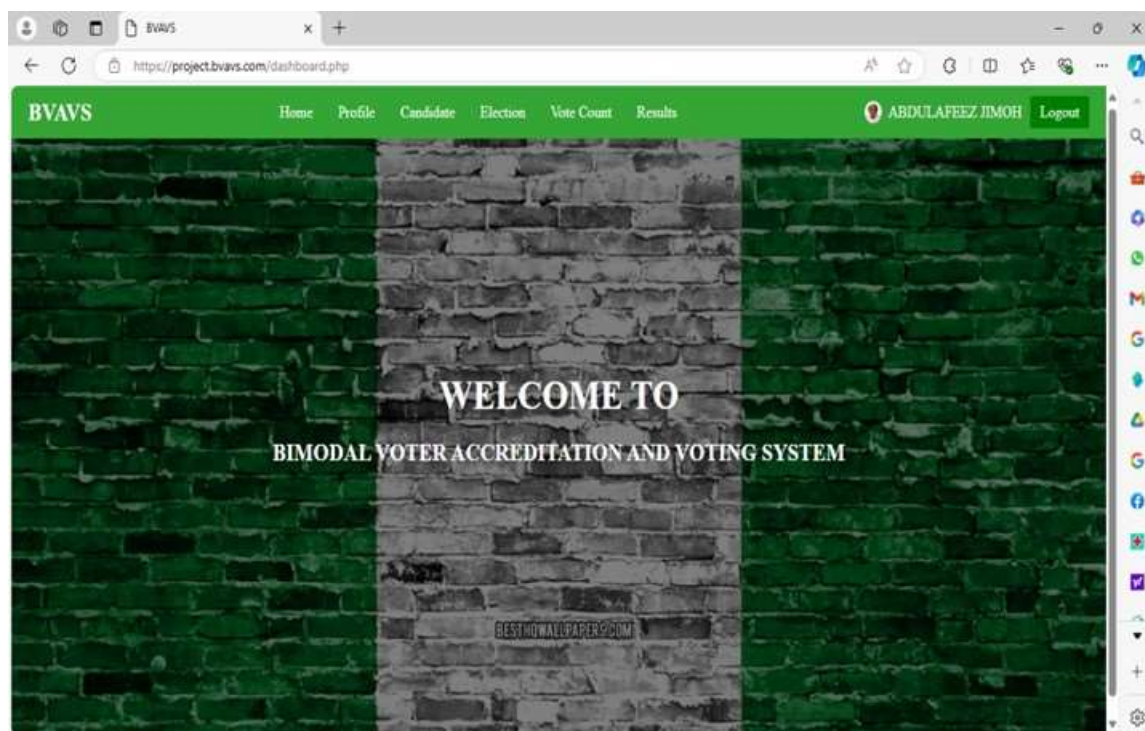 BVAVS
https://project.bvavs.com/dashboard.php
BVAVS Home Profile Candidate Election Vote Count Results ABDULAFEEZ JIMOH Logout
WELCOME TO
BIMODAL VOTER ACCREDITATION AND VOTING SYSTEM
BESTHQWALLPAPERS.COM